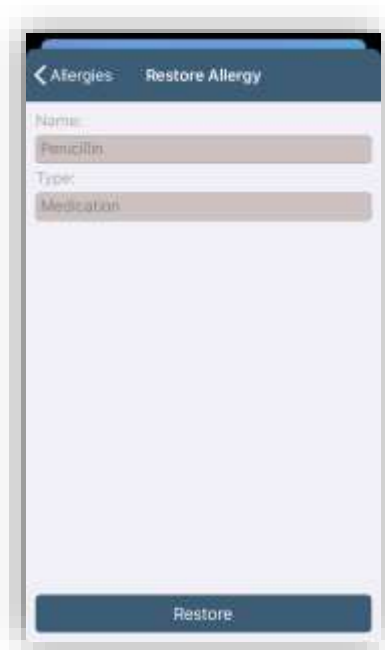 Allergies Restore Allergy
Name:
Penicillin
Type:
Medication
Restore